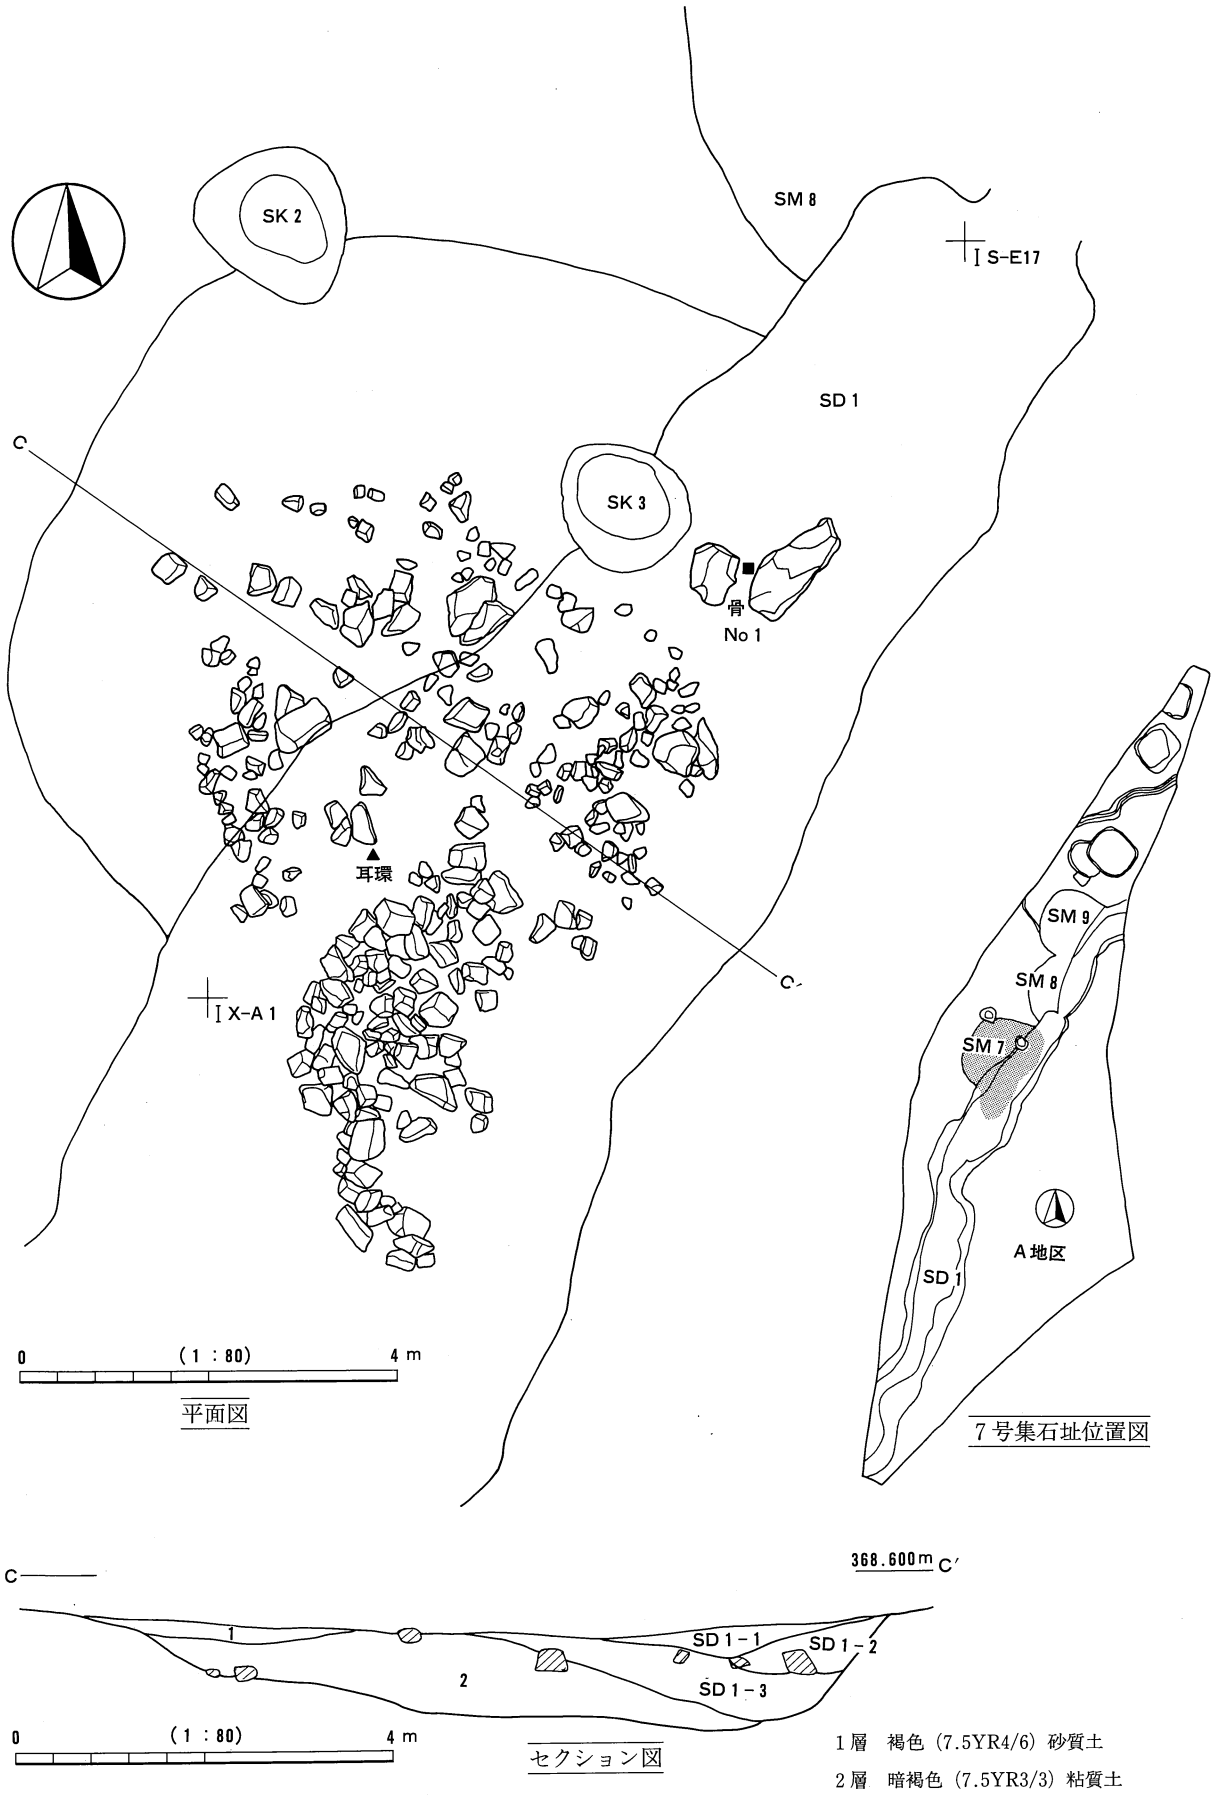 SM 8
SK 2
I S-E17
SD 1
C
SK 3
骨
No 1
耳環
C′
I X-A 1
SM 9
SM 8
SM 7
A 地区
SD 1
0 (1 : 80) 4 m
平面図
7号集石址位置図
368.600m C′
C
1
SD 1-1
SD 1-2
2
SD 1-3
0 (1 : 80) 4 m
セクション図
1層 褐色 (7.5YR4/6) 砂質土
2層 暗褐色 (7.5YR3/3) 粘質土